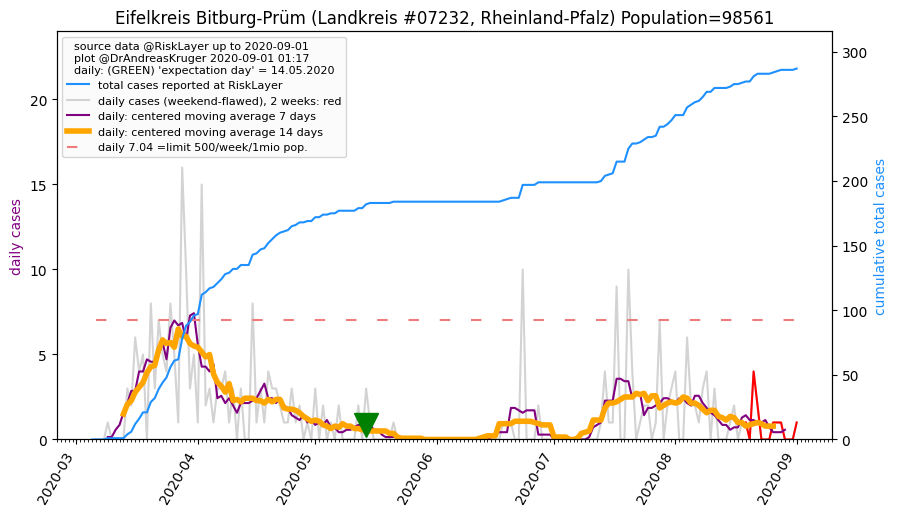 Eifelkreis Bitburg-Prüm (Landkreis #07232, Rheinland-Pfalz) Population=98561
source data @RiskLayer up to 2020-09-01
plot @DrAndreasKruger 2020-09-01 01:17
daily: (GREEN) 'expectation day' = 14.05.2020
total cases reported at RiskLayer
daily cases (weekend-flawed), 2 weeks: red
daily: centered moving average 7 days
daily: centered moving average 14 days
daily 7.04 =limit 500/week/1mio pop.
daily cases
20
15
10
5
0
cumulative total cases
300
250
200
150
100
50
0
2020-03
2020-04
2020-05
2020-06
2020-07
2020-08
2020-09